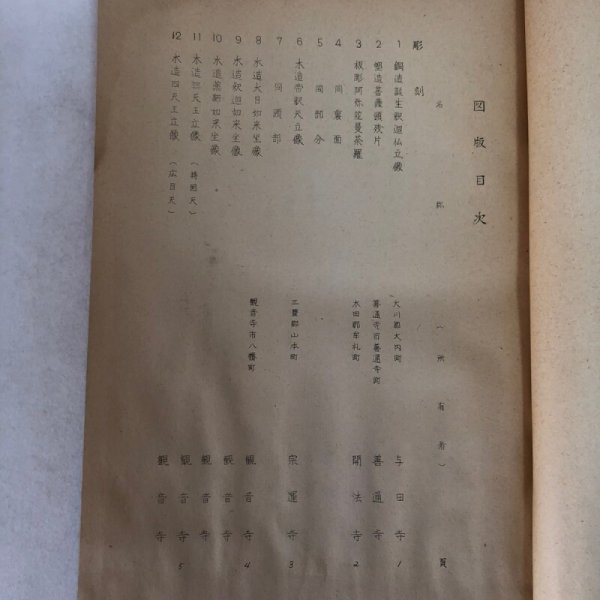 図版目次
名称 （所有者） 頁
彫刻
1 銅造誕生釈迦仏立像 大川郡大内町 与田寺 1
2 塑造菩薩頭残片 善通寺市善通寺町 善通寺
3 板彫阿弥陀曼荼羅 木田郡牟礼町 開法寺 2
4 同裏面
5 同部分
6 木造帝釈天立像 三豊郡山本町 宗運寺 3
7 同頭部
8 木造大日如来坐像 観音寺市八幡町 観音寺 4
9 木造釈迦如来坐像 観音寺
10 木造薬師如来坐像 観音寺
11 木造四天王立像（持国天） 観音寺 5
12 木造四天王立像（広目天） 観音寺